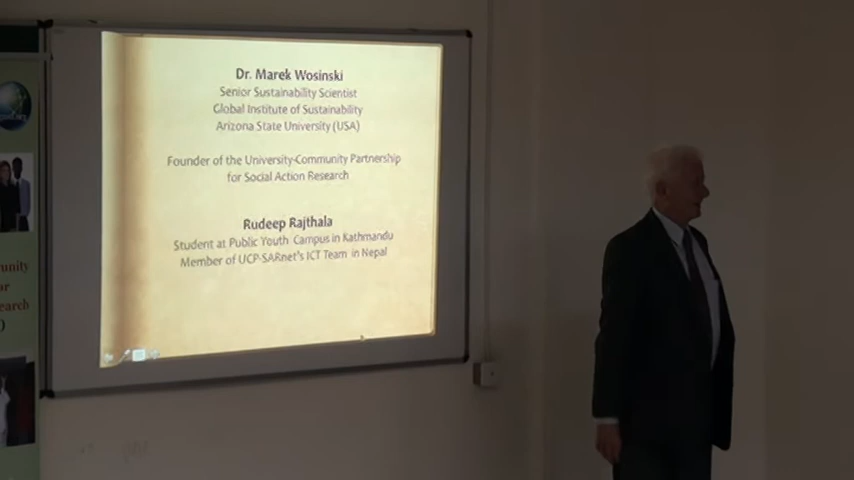 Dr. Marek Wosinski
Senior Sustainability Scientist
Global Institute of Sustainability
Arizona State University (USA)
Founder of the University-Community Partnership
for Social Action Research
Rudeep Rajthala
Student at Public Youth Campus in Kathmandu
Member of UCP-SARnet's ICT Team in Nepal